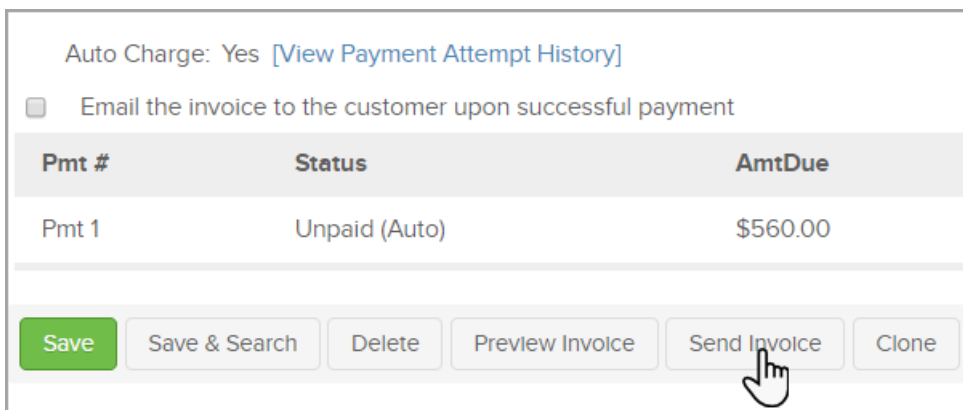 Auto Charge: Yes [View Payment Attempt History]
Email the invoice to the customer upon successful payment
Pmt # Status AmtDue
Pmt 1 Unpaid (Auto) $560.00
Save Save & Search Delete Preview Invoice Send Invoice Clone